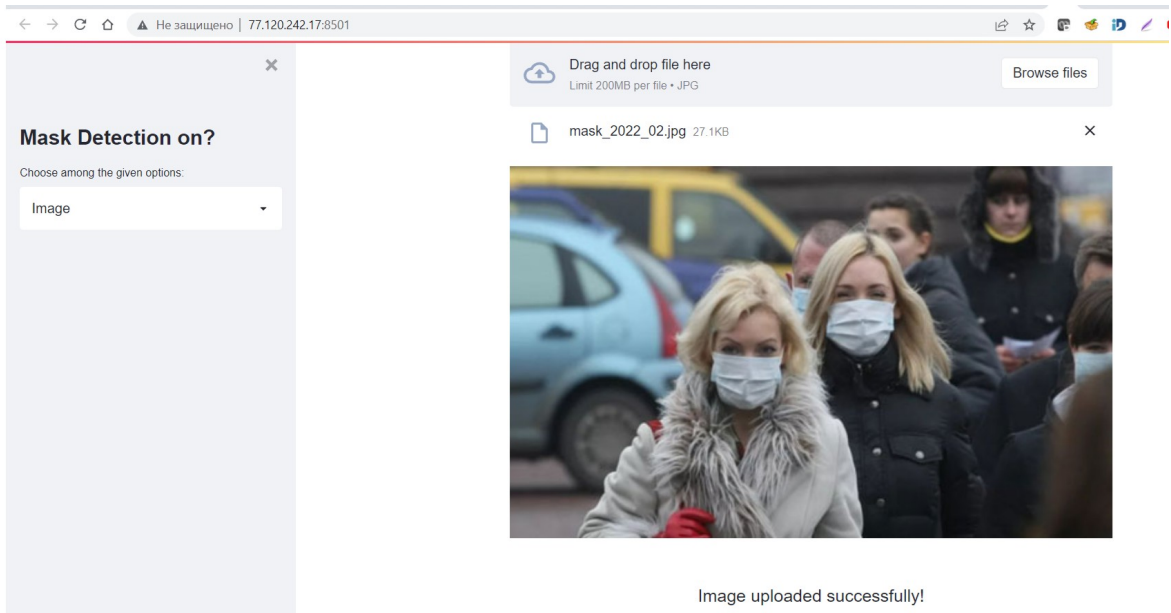 Не защищено | 77.120.242.17:8501
×
Mask Detection on?
Choose among the given options:
Image
Drag and drop file here
Limit 200MB per file • JPG
Browse files
mask_2022_02.jpg 27.1KB
×
Image uploaded successfully!